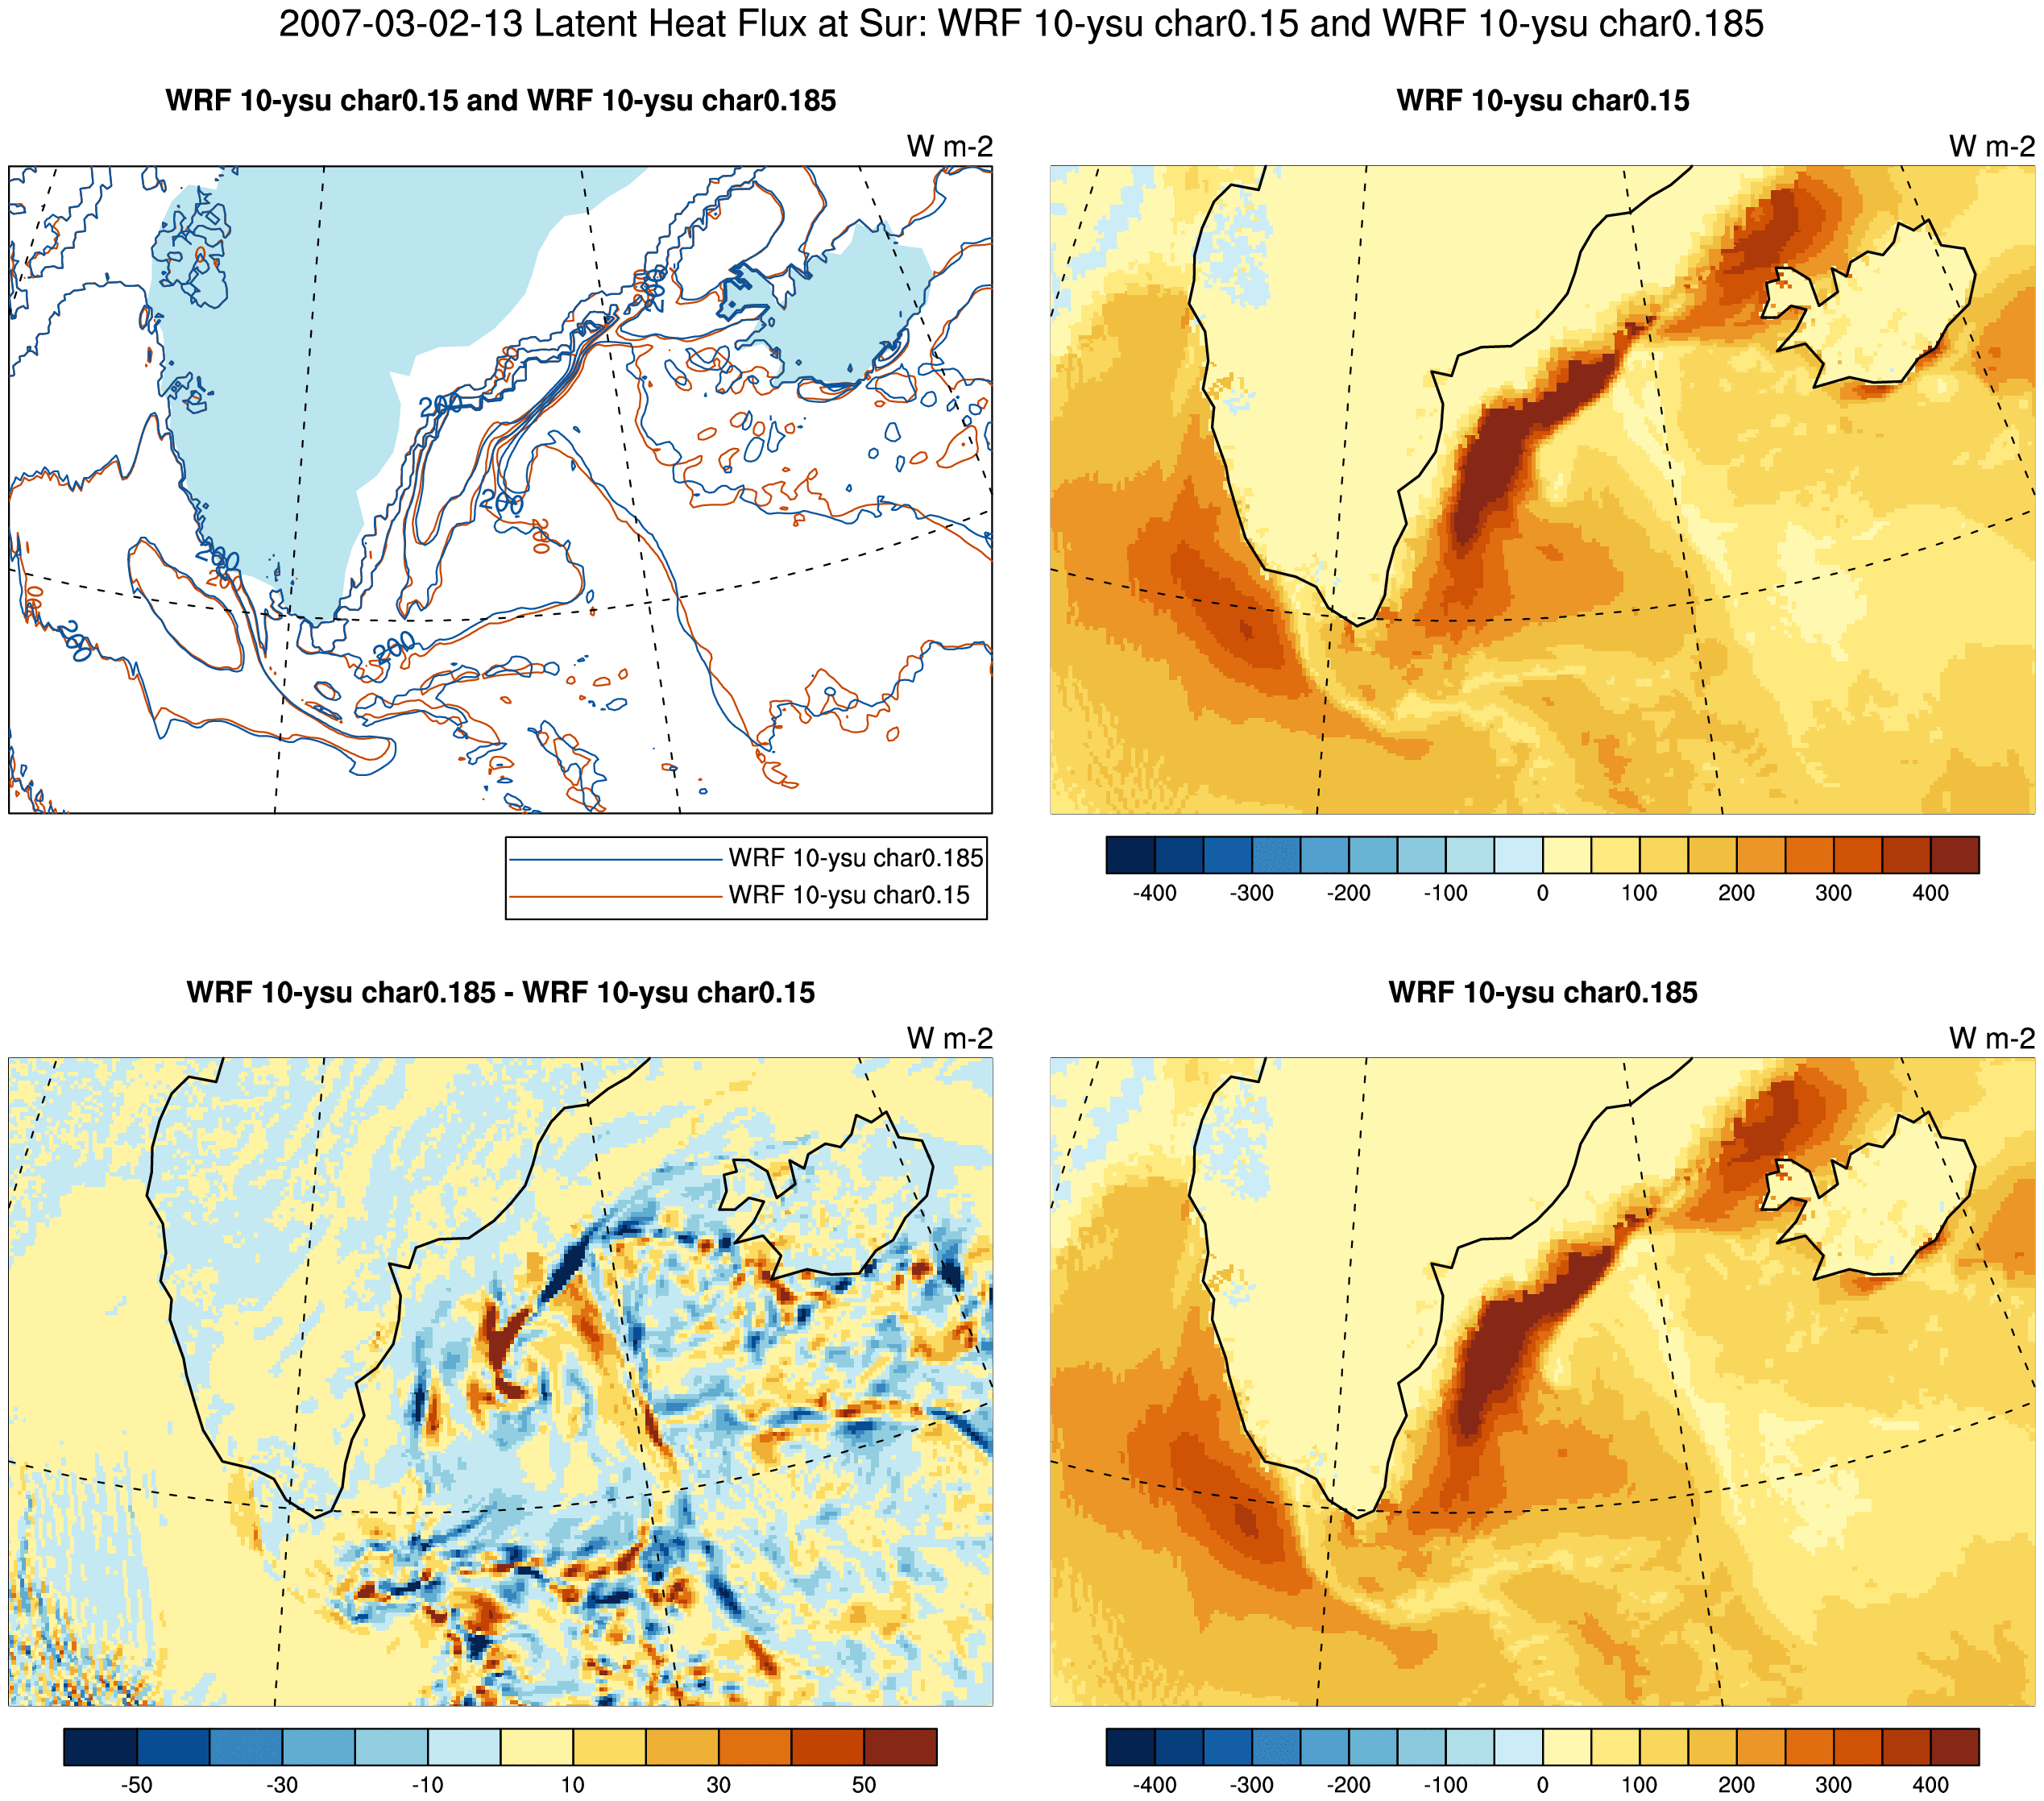 2007-03-02-13 Latent Heat Flux at Sur: WRF 10-ysu char0.15 and WRF 10-ysu char0.185
WRF 10-ysu char0.15 and WRF 10-ysu char0.185
W m-2
200
200
200
200
200
200
WRF 10-ysu char0.185
WRF 10-ysu char0.15
WRF 10-ysu char0.15
W m-2
-400 -300 -200 -100 0 100 200 300 400
WRF 10-ysu char0.185 - WRF 10-ysu char0.15
W m-2
-50 -30 -10 10 30 50
WRF 10-ysu char0.185
W m-2
-400 -300 -200 -100 0 100 200 300 400